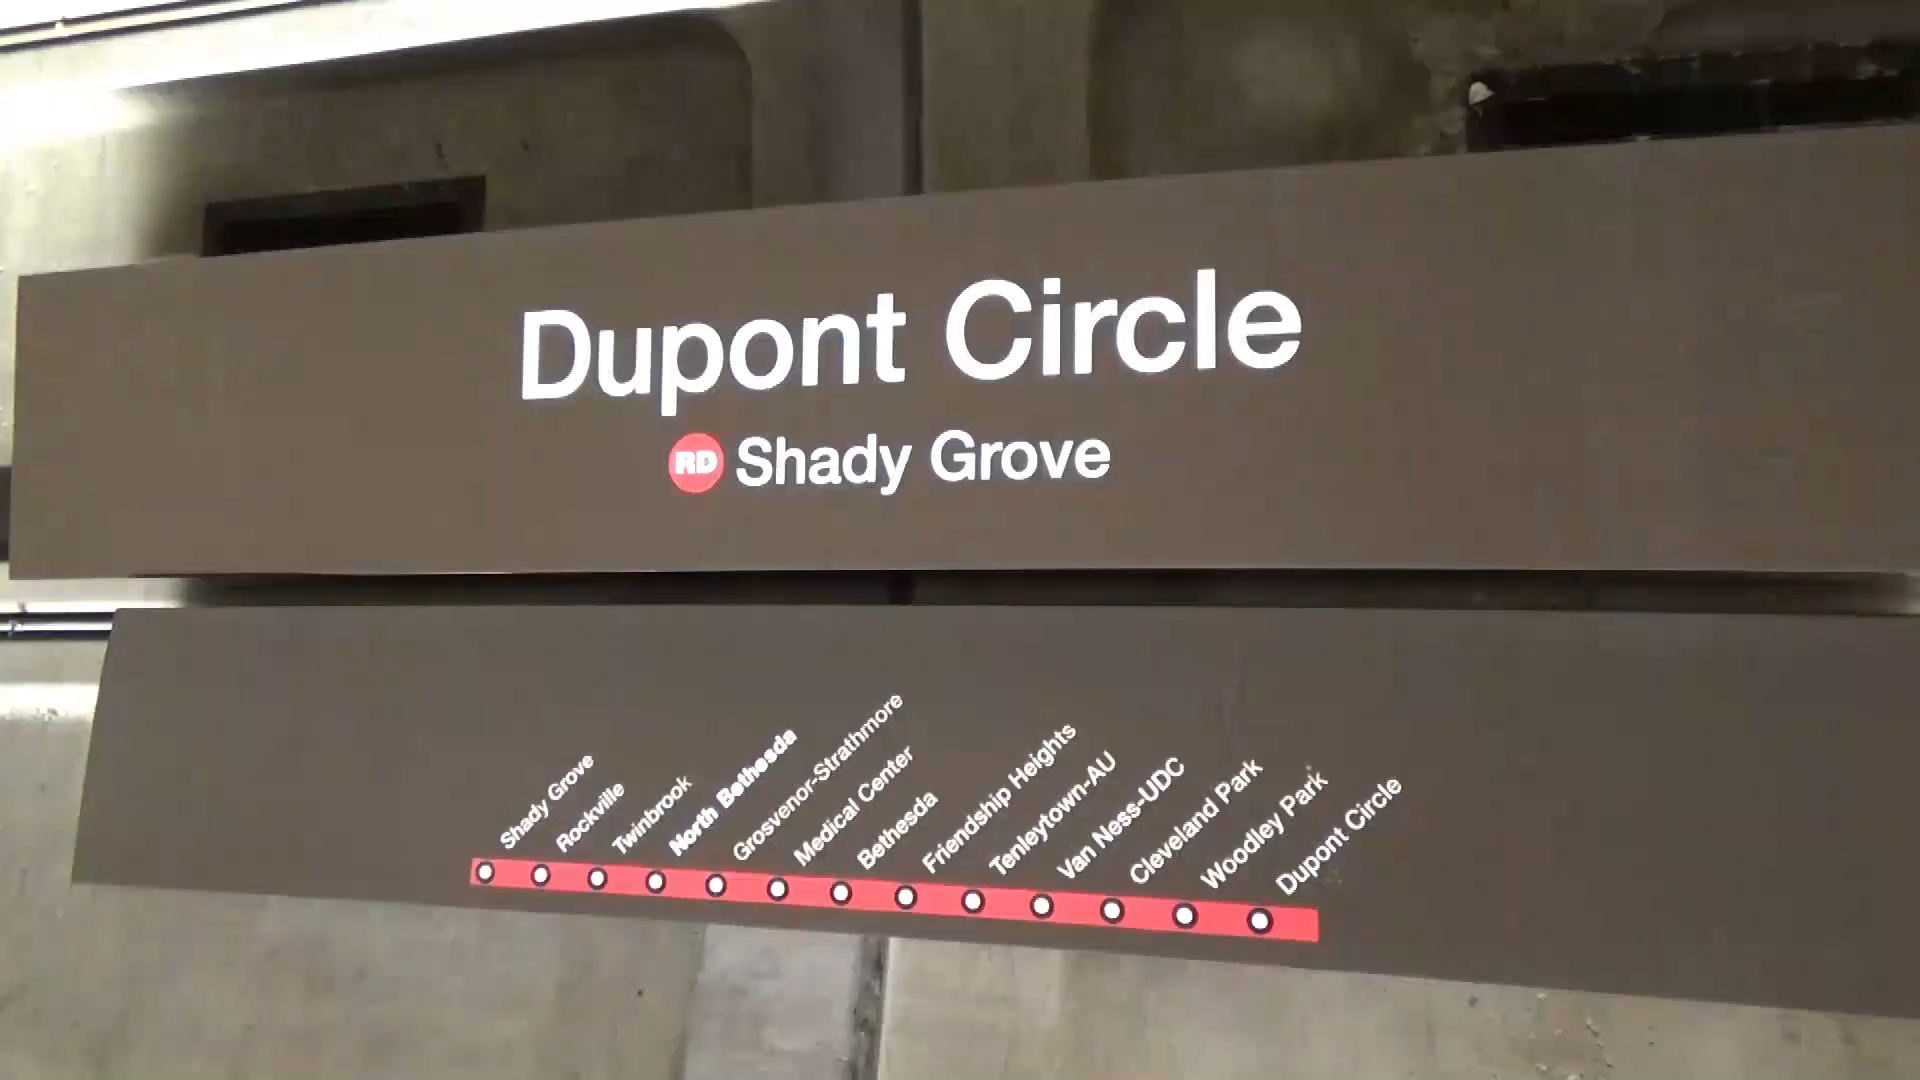 Dupont Circle
RD Shady Grove
Shady Grove
Rockville
Twinbrook
North Bethesda
Grosvenor-Strathmore
Medical Center
Bethesda
Friendship Heights
Tenleytown-AU
Van Ness-UDC
Cleveland Park
Woodley Park
Dupont Circle